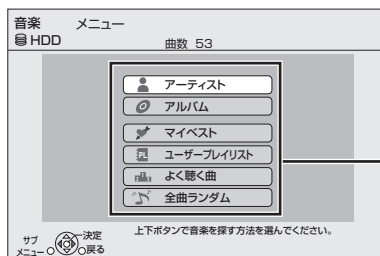 音楽 メニュー
HDD 曲数 53
アーティスト
アルバム
マイベスト
PL ユーザープレイリスト
よく聴く曲
全曲ランダム
上下ボタンで音楽を探す方法を選んでください。
サブ 決定
メニュー 戻る